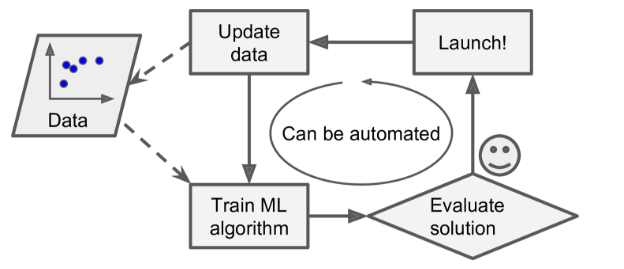 Update
data
Launch!
Data
Can be automated
Train ML
algorithm
Evaluate
solution